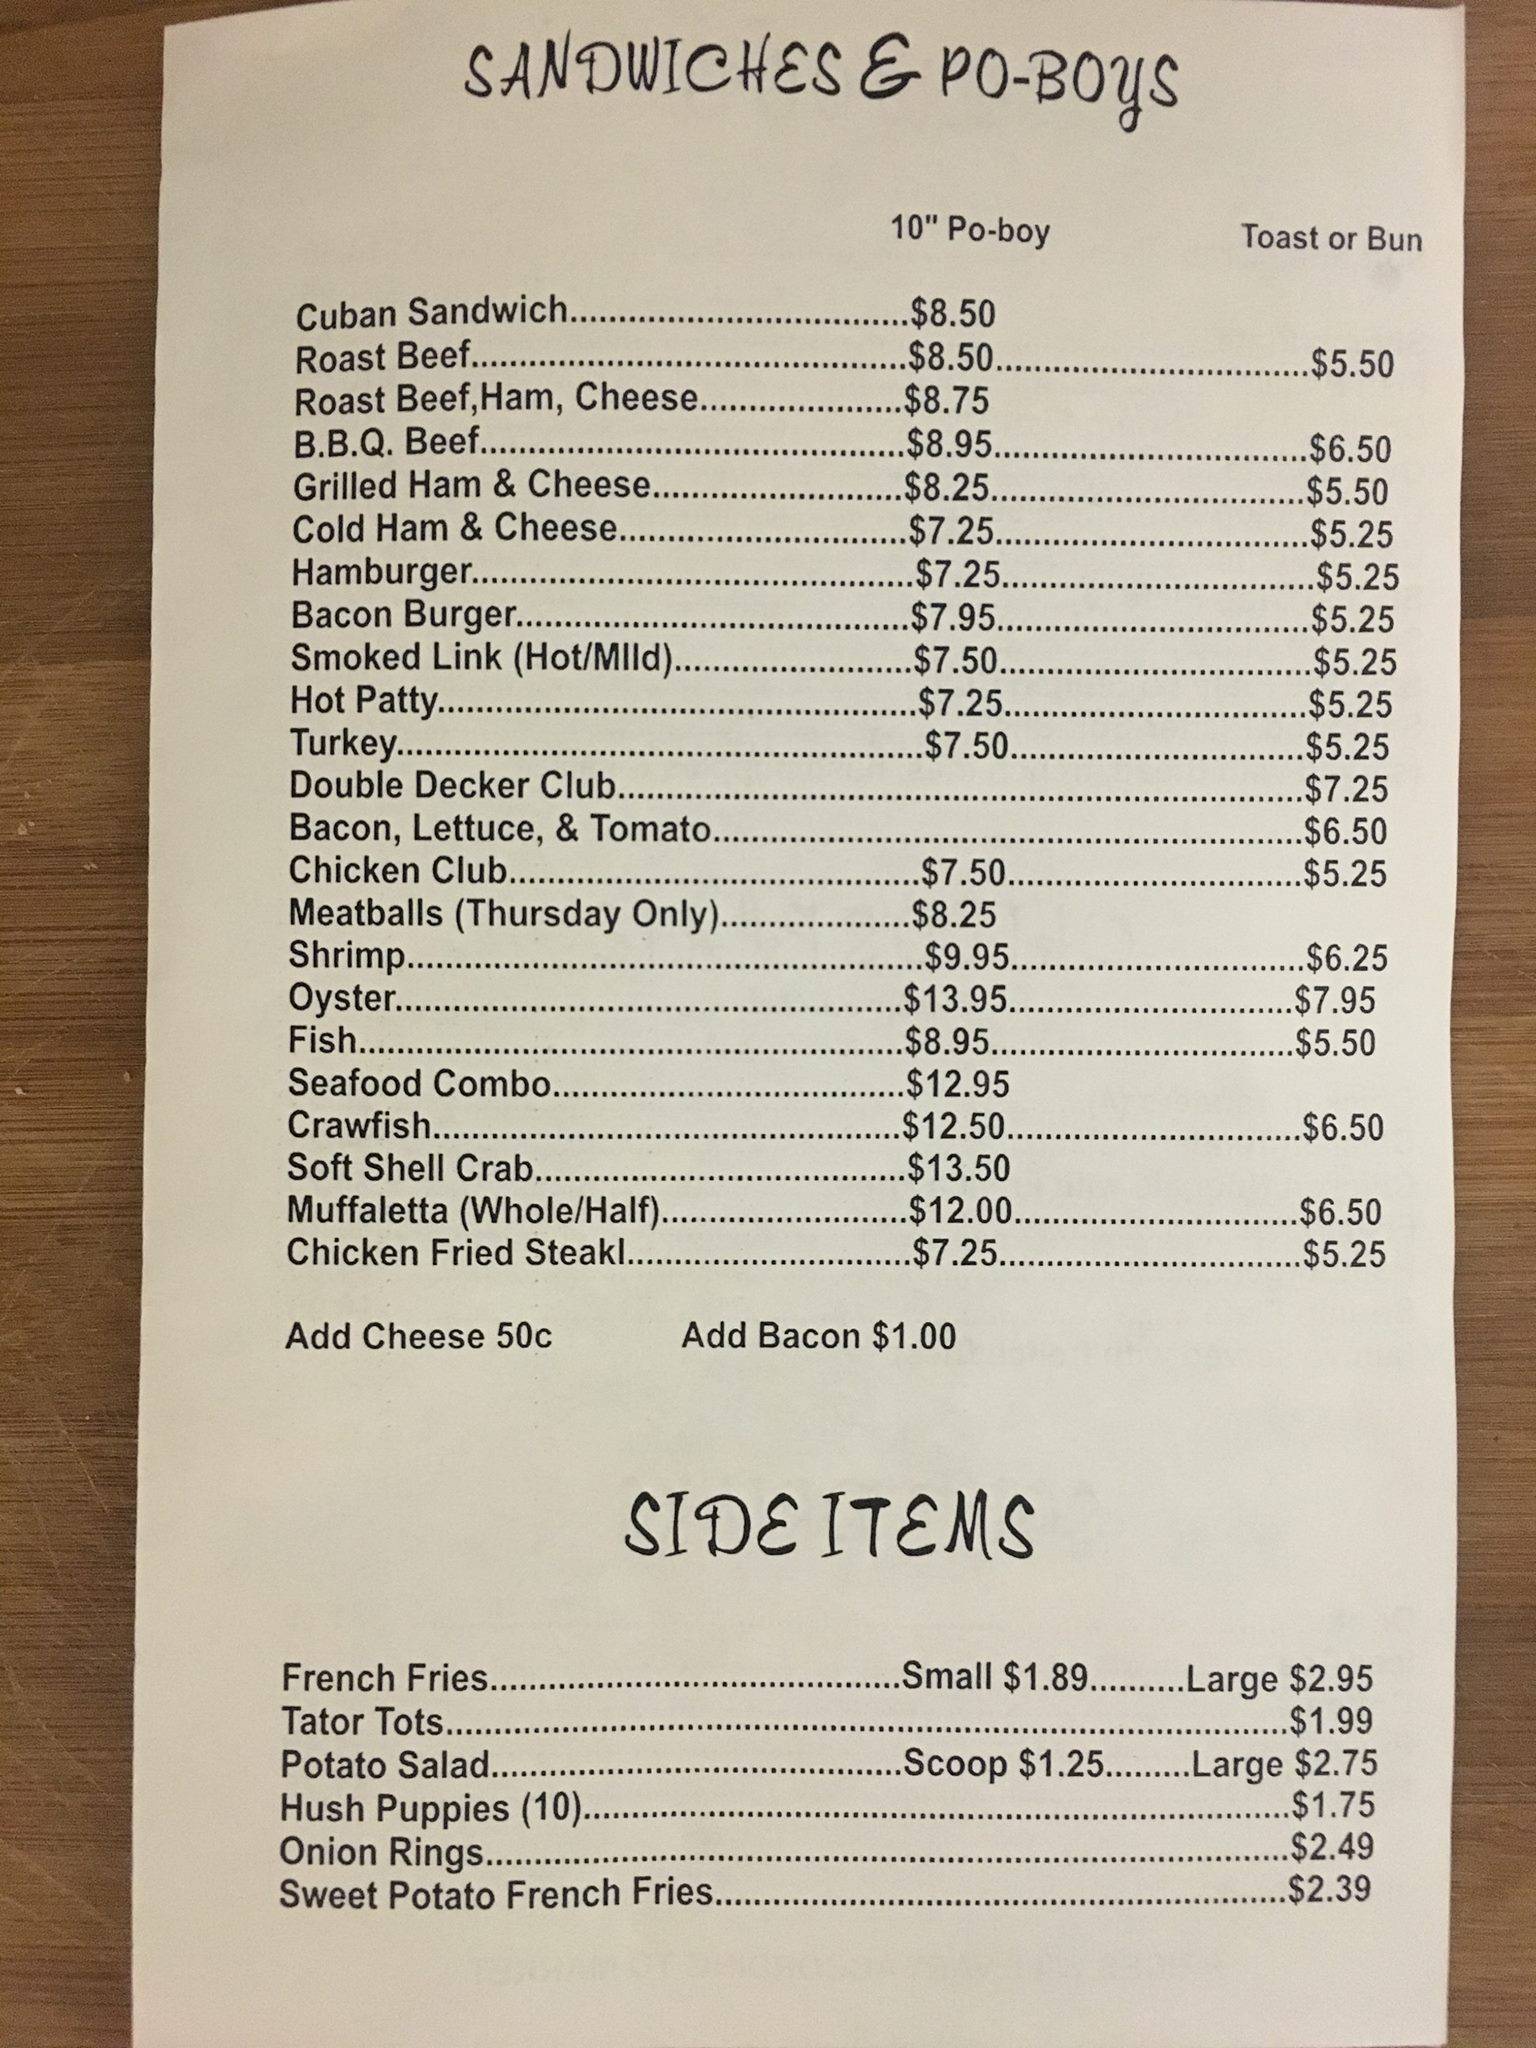 SANDWICHES & PO-BOYS
10" Po-boy Toast or Bun
Cuban Sandwich...................................$8.50
Roast Beef.............................................$8.50................................$5.50
Roast Beef,Ham, Cheese.....................$8.75
B.B.Q. Beef............................................$8.95................................$6.50
Grilled Ham & Cheese..........................$8.25................................$5.50
Cold Ham & Cheese..............................$7.25................................$5.25
Hamburger..............................................$7.25................................$5.25
Bacon Burger.........................................$7.95................................$5.25
Smoked Link (Hot/MIld)........................$7.50................................$5.25
Hot Patty.................................................$7.25...............................$5.25
Turkey......................................................$7.50..............................$5.25
Double Decker Club......................................................................$7.25
Bacon, Lettuce, & Tomato.............................................................$6.50
Chicken Club..........................................$7.50..............................$5.25
Meatballs (Thursday Only)...................$8.25
Shrimp.....................................................$9.95..............................$6.25
Oyster....................................................$13.95.............................$7.95
Fish........................................................$8.95...............................$5.50
Seafood Combo....................................$12.95
Crawfish................................................$12.50..............................$6.50
Soft Shell Crab......................................$13.50
Muffaletta (Whole/Half).........................$12.00.............................$6.50
Chicken Fried Steakl.............................$7.25...............................$5.25
Add Cheese 50c Add Bacon $1.00
SIDE ITEMS
French Fries..........................................Small $1.89..........Large $2.95
Tator Tots......................................................................................$1.99
Potato Salad..........................................Scoop $1.25.........Large $2.75
Hush Puppies (10)........................................................................$1.75
Onion Rings..................................................................................$2.49
Sweet Potato French Fries..........................................................$2.39